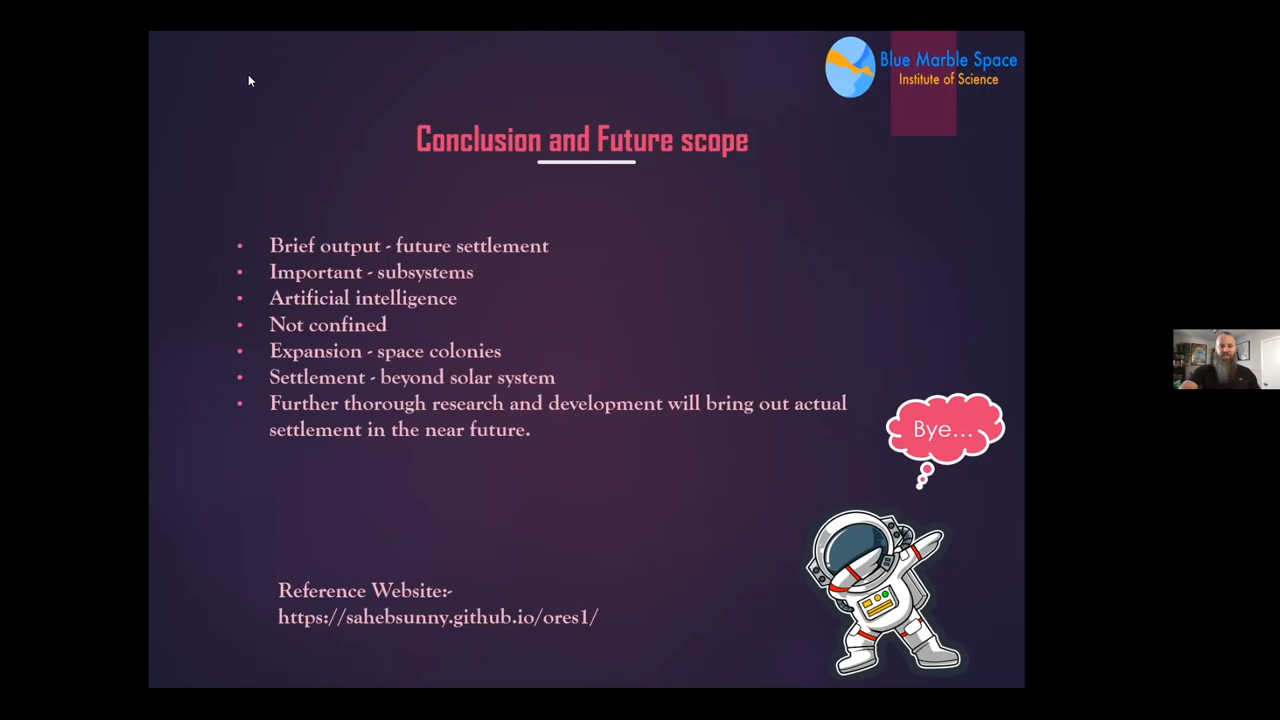 Blue Marble Space
Institute of Science
Conclusion and Future scope
• Brief output - future settlement
• Important - subsystems
• Artificial intelligence
• Not confined
• Expansion - space colonies
• Settlement - beyond solar system
• Further thorough research and development will bring out actual
settlement in the near future.
Bye...
Reference Website:-
https://sahebsunny.github.io/ores1/